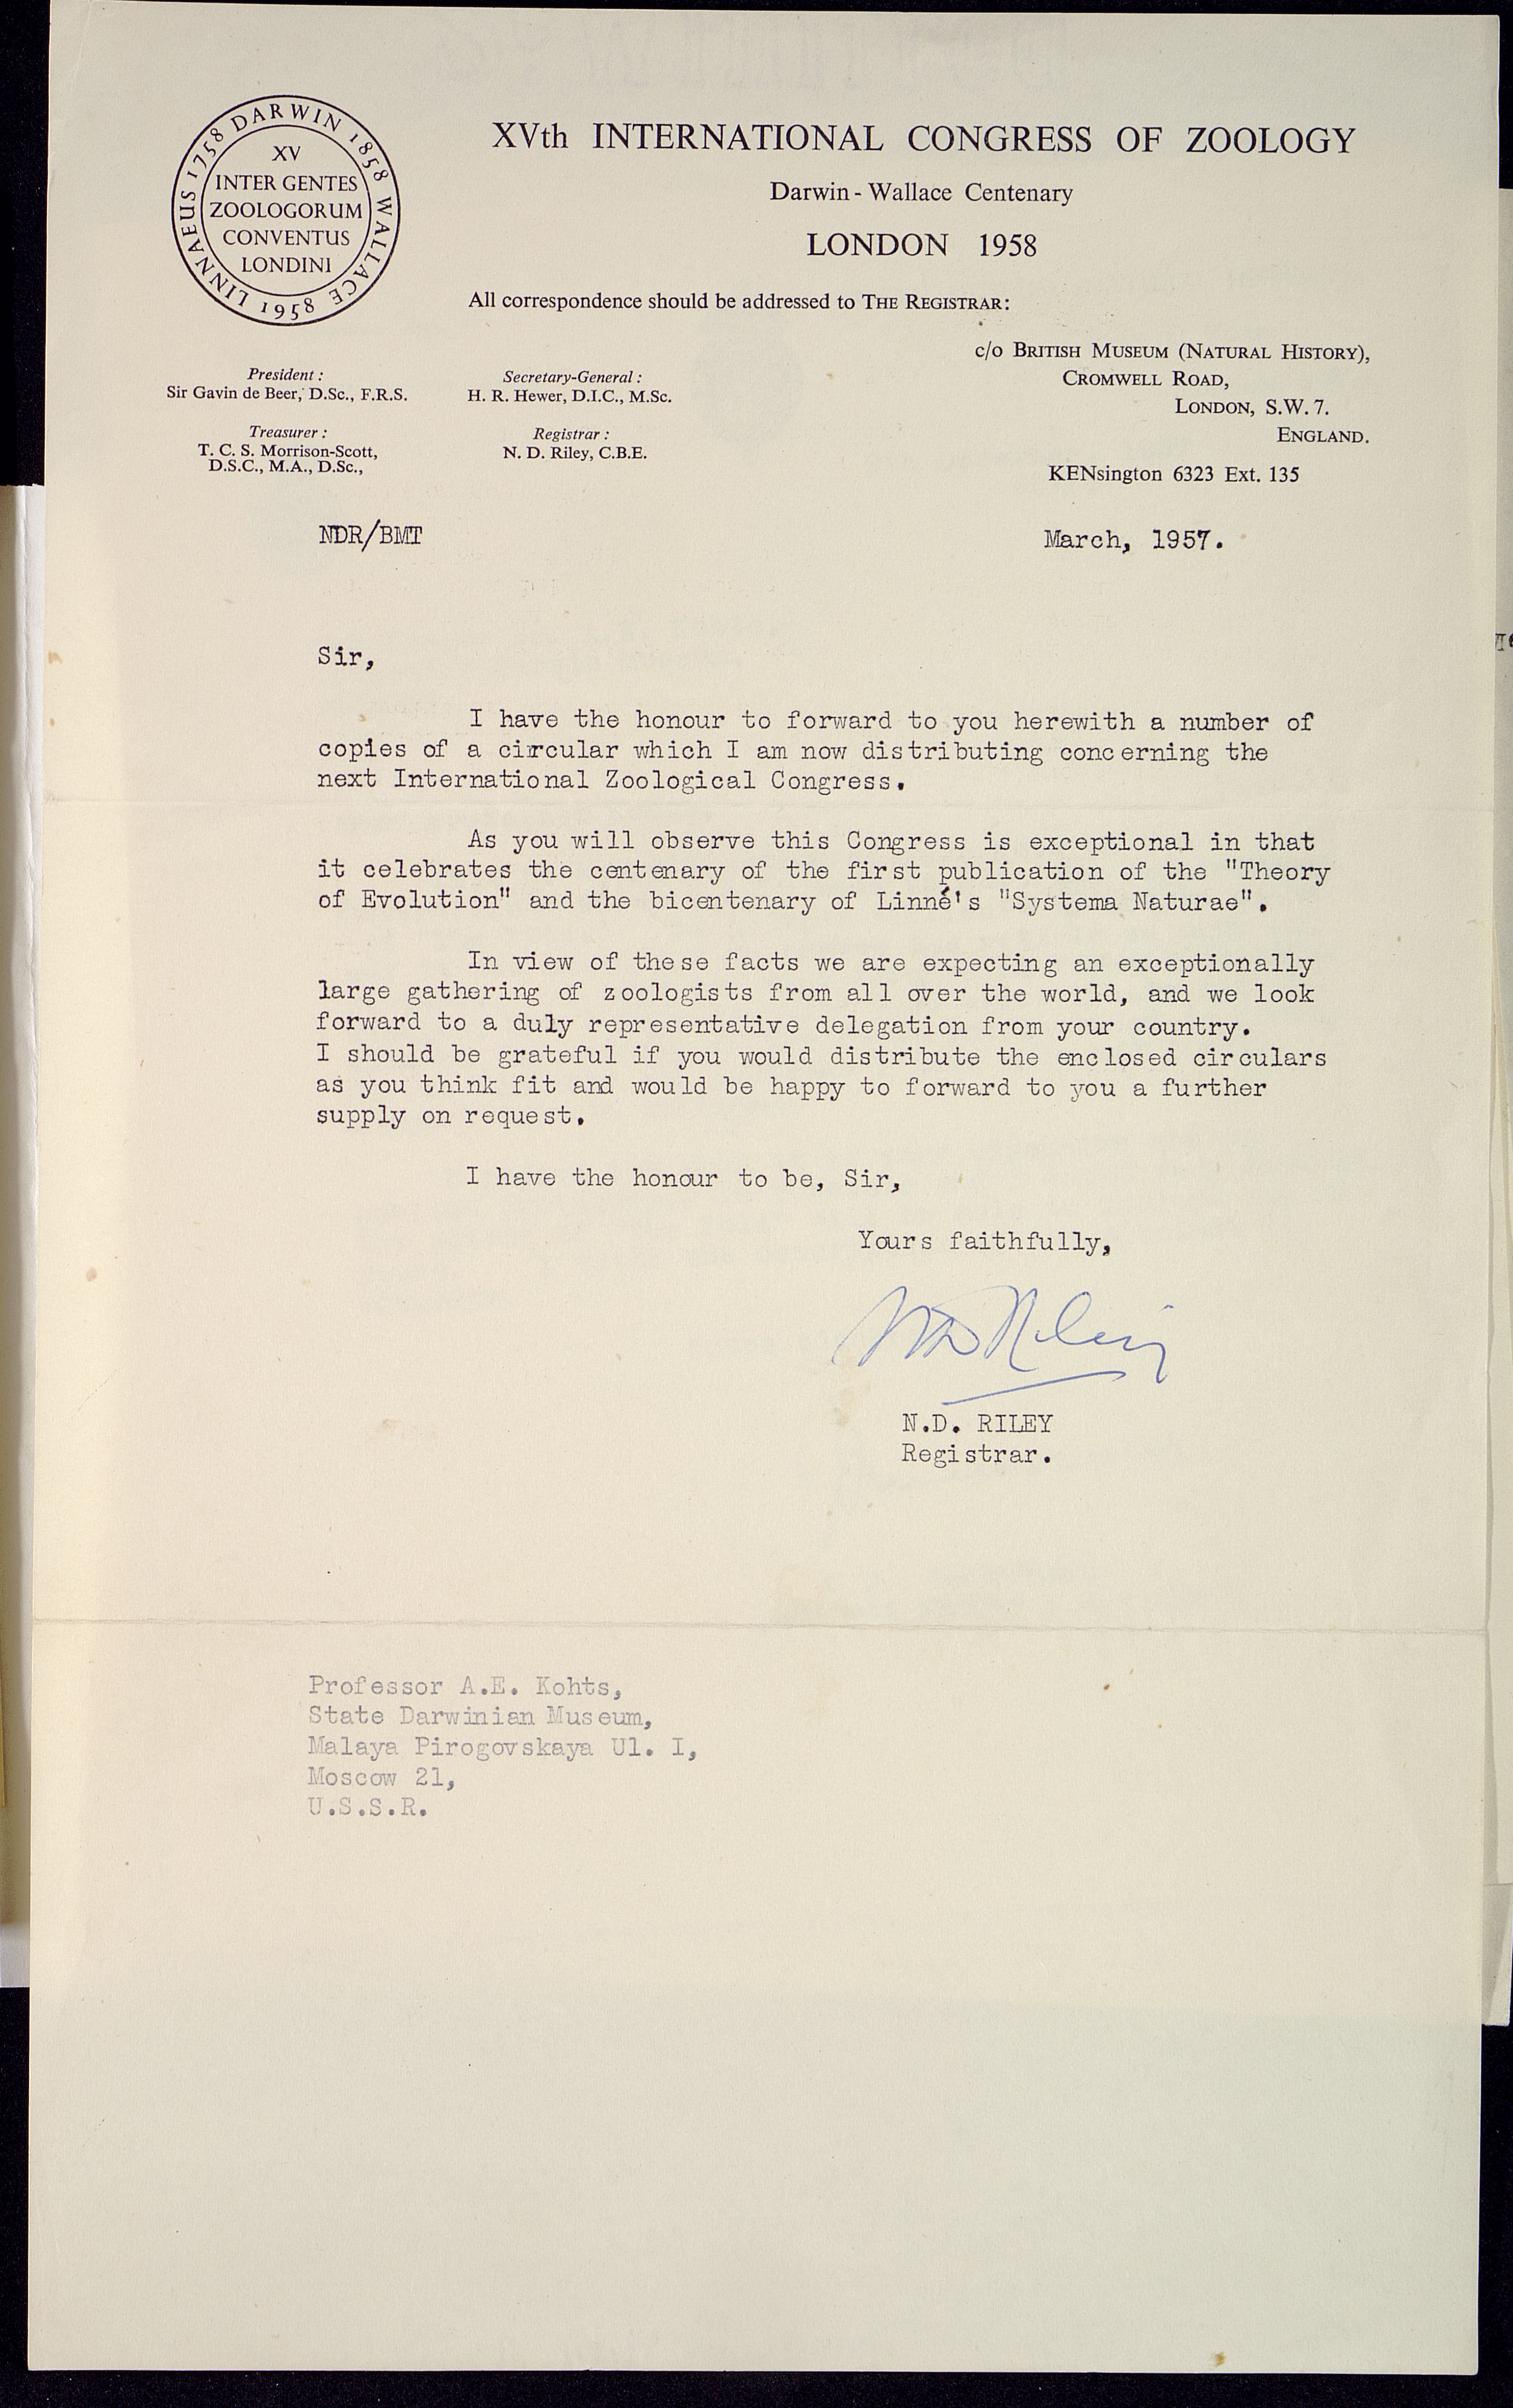 LINNAEUS 1758 DARWIN 1858 WALLACE 1958
XV
INTER GENTES
ZOOLOGORUM
CONVENTUS
LONDINI
XVth INTERNATIONAL CONGRESS OF ZOOLOGY
Darwin - Wallace Centenary
LONDON 1958
All correspondence should be addressed to THE REGISTRAR:
c/o BRITISH MUSEUM (NATURAL HISTORY),
CROMWELL ROAD,
LONDON, S.W. 7.
ENGLAND.
KENsington 6323 Ext. 135
President :
Sir Gavin de Beer, D.Sc., F.R.S.
Secretary-General :
H. R. Hewer, D.I.C., M.Sc.
Treasurer :
T. C. S. Morrison-Scott,
D.S.C., M.A., D.Sc.,
Registrar :
N. D. Riley, C.B.E.
NDR/BMT
March, 1957.
Sir,
I have the honour to forward to you herewith a number of
copies of a circular which I am now distributing concerning the
next International Zoological Congress.
As you will observe this Congress is exceptional in that
it celebrates the centenary of the first publication of the "Theory
of Evolution" and the bicentenary of Linné's "Systema Naturae".
In view of these facts we are expecting an exceptionally
large gathering of zoologists from all over the world, and we look
forward to a duly representative delegation from your country.
I should be grateful if you would distribute the enclosed circulars
as you think fit and would be happy to forward to you a further
supply on request.
I have the honour to be, Sir,
Yours faithfully,
ND Riley
N.D. RILEY
Registrar.
Professor A.E. Kohts,
State Darwinian Museum,
Malaya Pirogovskaya Ul. I,
Moscow 21,
U.S.S.R.